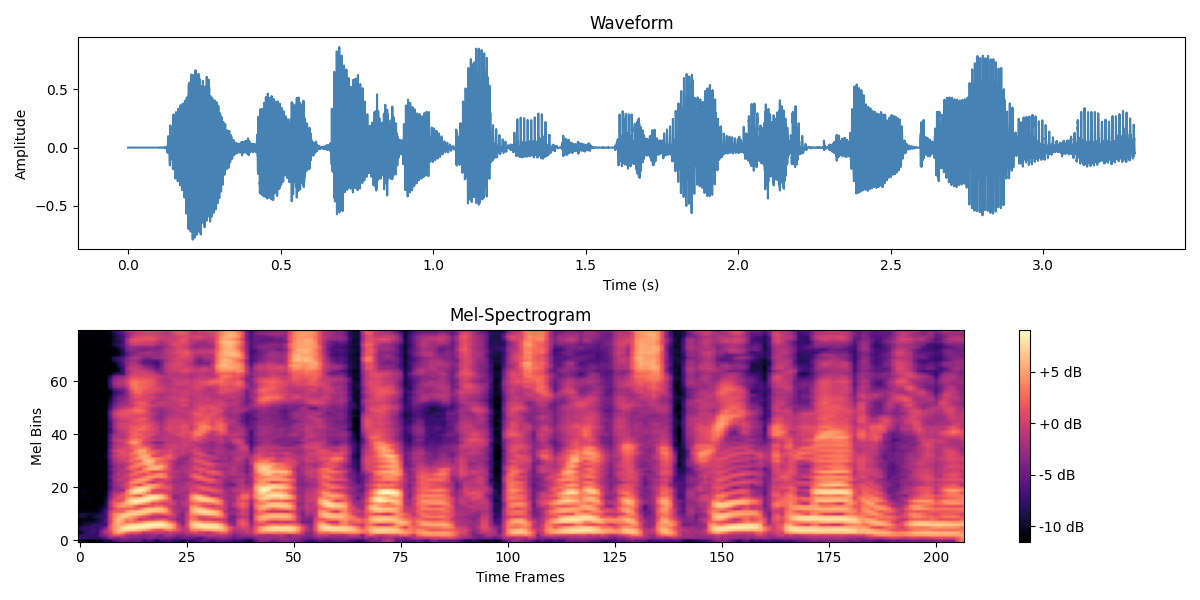 Waveform
Amplitude
0.5
0.0
−0.5
0.0 0.5 1.0 1.5 2.0 2.5 3.0
Time (s)
Mel-Spectrogram
Mel Bins
60
40
20
0
0 25 50 75 100 125 150 175 200
Time Frames
+5 dB
+0 dB
-5 dB
-10 dB